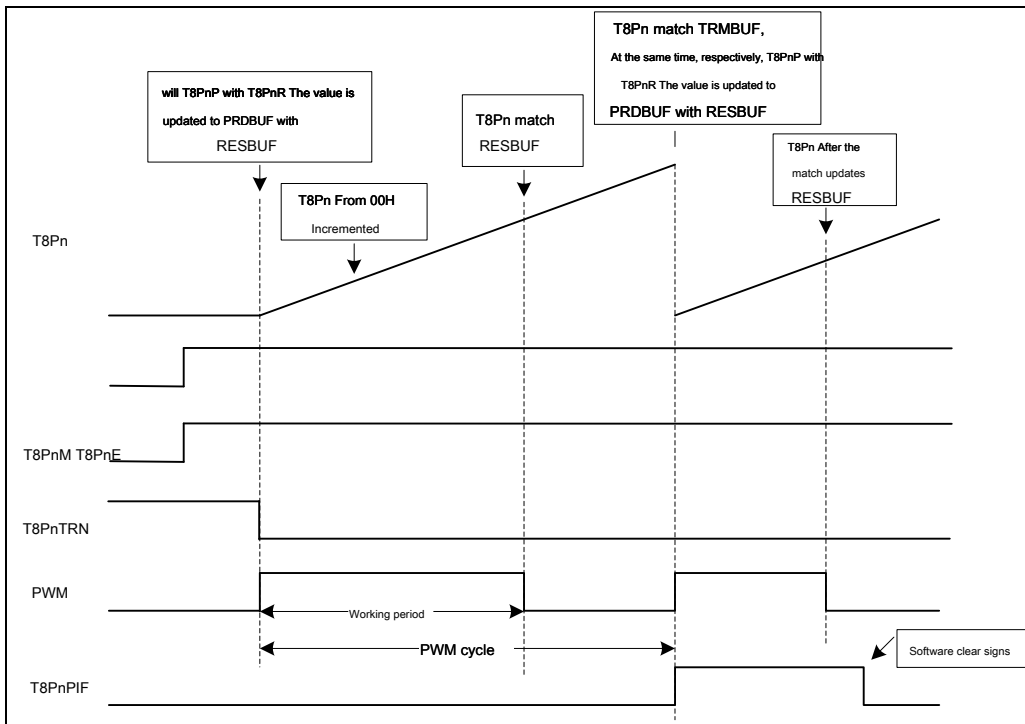 T8Pn match TRMBUF,
At the same time, respectively, T8PnP with
T8PnR The value is updated to
PRDBUF with RESBUF
will T8PnP with T8PnR The value is
updated to PRDBUF with
RESBUF
T8Pn match
RESBUF
T8Pn After the
match updates
RESBUF
T8Pn From 00H
Incremented
T8Pn
T8PnM T8PnE
T8PnTRN
PWM
Working period
PWM cycle
Software clear signs
T8PnPIF